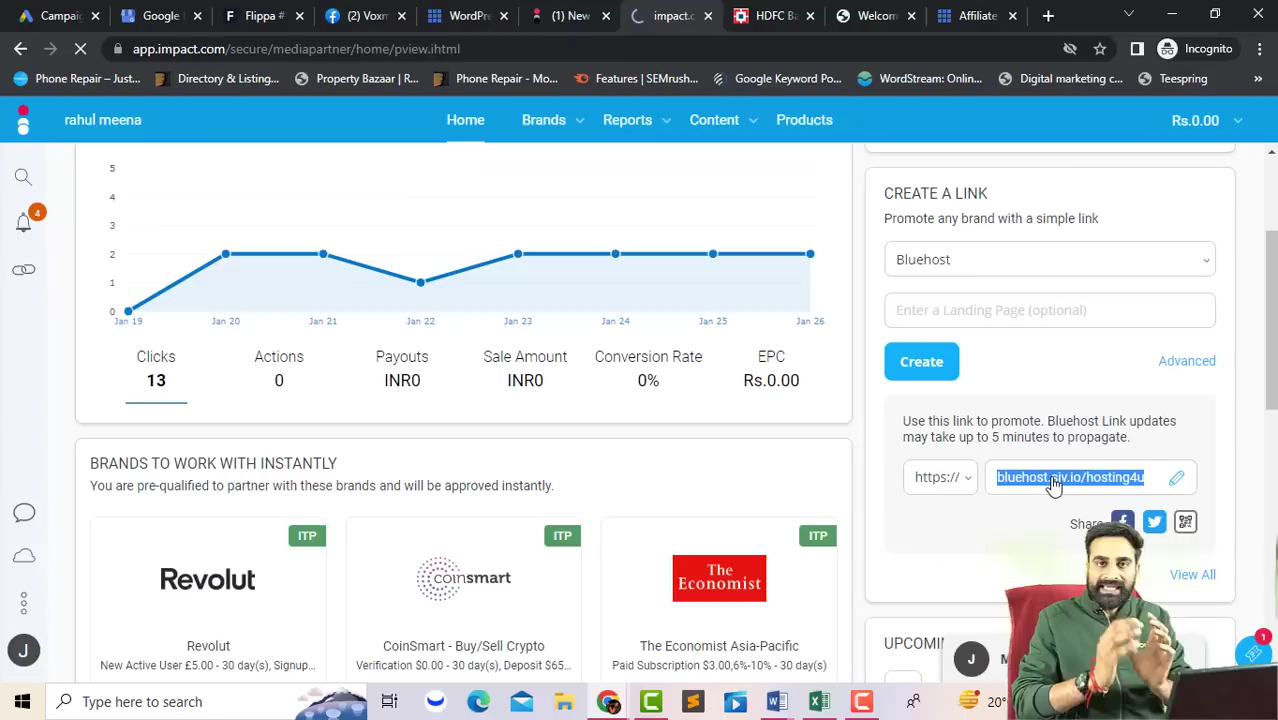 Campaig
Google
Flippa #
(2) Voxm
WordPre
(1) New
impact.c
HDFC Ba
Welcom
Affiliate
app.impact.com/secure/mediapartner/home/pview.ihtml
Incognito
Phone Repair – Just...
Directory & Listing...
Property Bazaar | R...
Phone Repair - Mo...
Features | SEMrush...
Google Keyword Po...
WordStream: Onlin...
Digital marketing c...
Teespring
»
rahul meena
Home
Brands
Reports
Content
Products
Rs.0.00
4
5
4
3
2
1
0
Jan 19
Jan 20
Jan 21
Jan 22
Jan 23
Jan 24
Jan 25
Jan 26
Clicks
Actions
Payouts
Sale Amount
Conversion Rate
EPC
13
0
INR0
INR0
0%
Rs.0.00
BRANDS TO WORK WITH INSTANTLY
You are prequalified to partner with these brands and will be approved instantly.
ITP
Revolut
Revolut
New Active User £5.00 - 30 day(s), Signup...
ITP
coinsmart
CoinSmart - Buy/Sell Crypto
Verification $0.00 - 30 day(s), Deposit $65...
ITP
The
Economist
The Economist Asia-Pacific
Paid Subscription $3.00,6%-10% - 30 day(s)
CREATE A LINK
Promote any brand with a simple link
Bluehost
Enter a Landing Page (optional)
Create
Advanced
Use this link to promote. Bluehost Link updates
may take up to 5 minutes to propagate.
https://
bluehost.sjv.io/hosting4u
Share
View All
UPCOMIN
J
J
1
Type here to search
20°